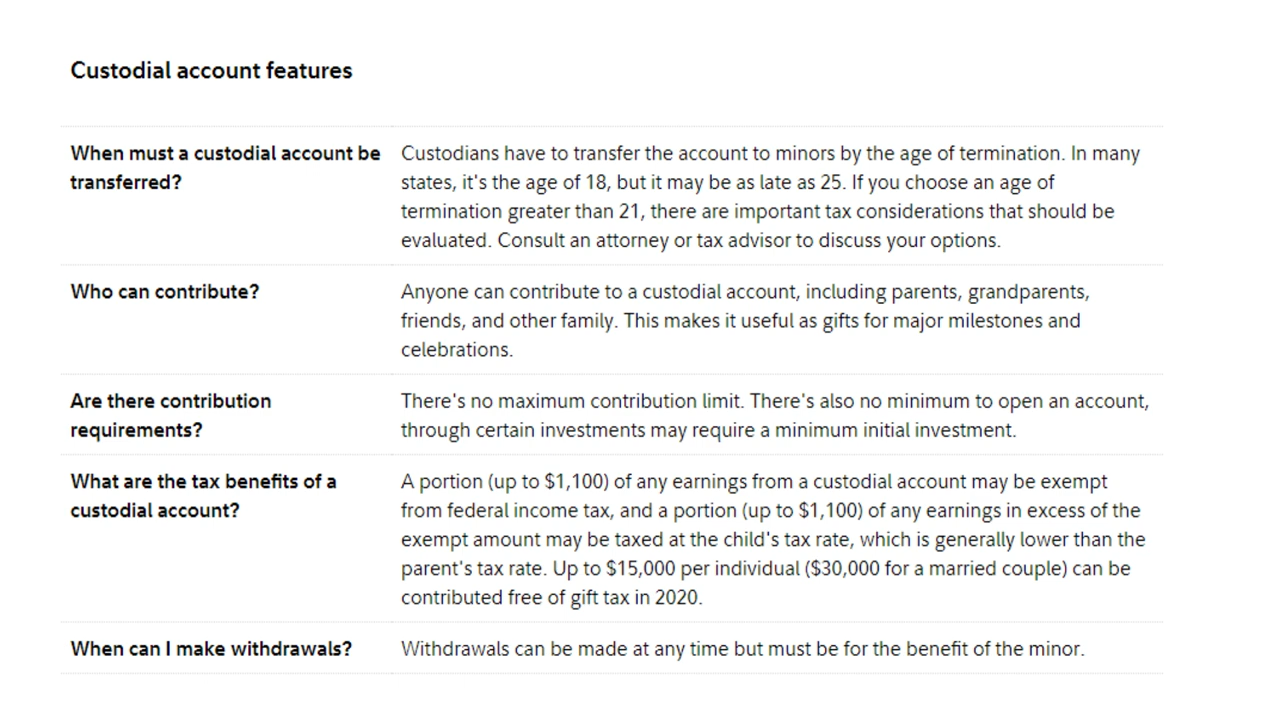 Custodial account features
When must a custodial account be
transferred?
Custodians have to transfer the account to minors by the age of termination. In many
states, it's the age of 18, but it may be as late as 25. If you choose an age of
termination greater than 21, there are important tax considerations that should be
evaluated. Consult an attorney or tax advisor to discuss your options.
Who can contribute?
Anyone can contribute to a custodial account, including parents, grandparents,
friends, and other family. This makes it useful as gifts for major milestones and
celebrations.
Are there contribution
requirements?
There's no maximum contribution limit. There's also no minimum to open an account,
through certain investments may require a minimum initial investment.
What are the tax benefits of a
custodial account?
A portion (up to $1,100) of any earnings from a custodial account may be exempt
from federal income tax, and a portion (up to $1,100) of any earnings in excess of the
exempt amount may be taxed at the child's tax rate, which is generally lower than the
parent's tax rate. Up to $15,000 per individual ($30,000 for a married couple) can be
contributed free of gift tax in 2020.
When can I make withdrawals?
Withdrawals can be made at any time but must be for the benefit of the minor.